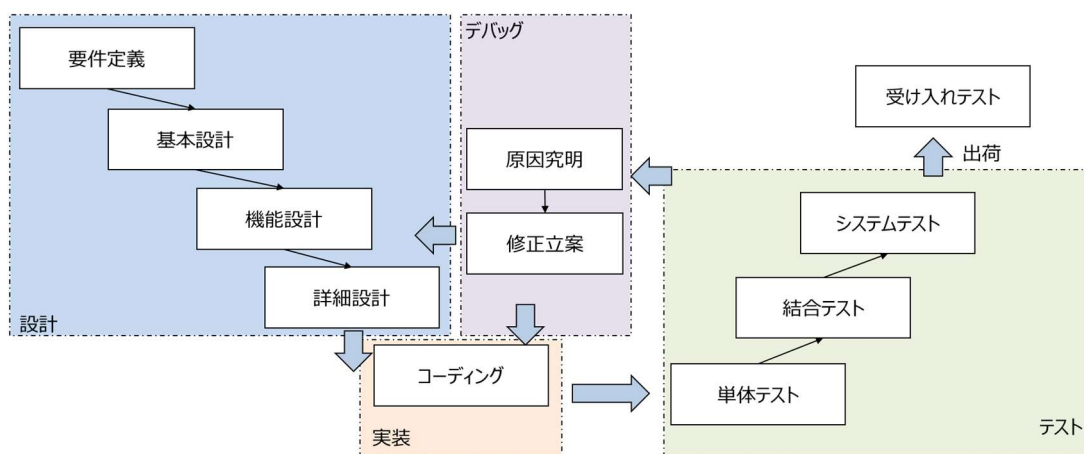 要件定義
基本設計
機能設計
詳細設計
設計
デバッグ
原因究明
修正立案
コーディング
実装
受け入れテスト
出荷
システムテスト
結合テスト
単体テスト
テスト